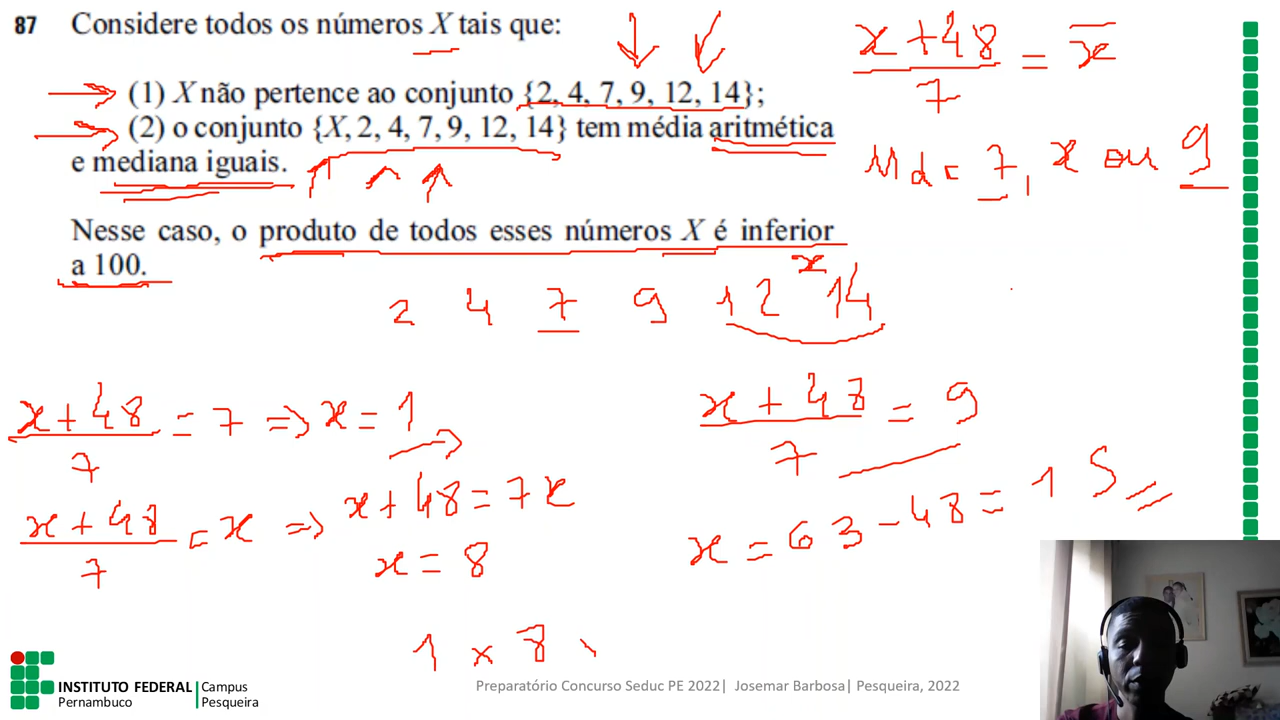 87 Considere todos os números X tais que:
(1) X não pertence ao conjunto {2, 4, 7, 9, 12, 14};
(2) o conjunto {X, 2, 4, 7, 9, 12, 14} tem média aritmética
e mediana iguais.
Nesse caso, o produto de todos esses números X é inferior
a 100.
x + 48 / 7 = x̅
Md = 7, x ou 9
x
2 4 7 9 12 14
x + 48 / 7 = 7 => x = 1
x + 48 / 7 = x => x + 48 = 7x
x = 8
x + 48 / 7 = 9
x = 63 - 48 = 15
1 x 8
INSTITUTO FEDERAL
Pernambuco
Campus
Pesqueira
Preparatório Concurso Seduc PE 2022| Josemar Barbosa| Pesqueira, 2022